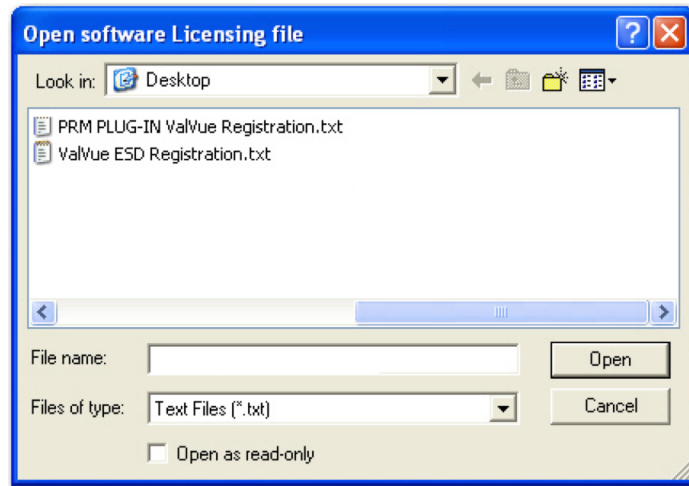 Open software Licensing file
Look in: Desktop
PRM PLUG-IN ValVue Registration.txt
ValVue ESD Registration.txt
File name:
Open
Files of type: Text Files (*.txt)
Cancel
Open as read-only